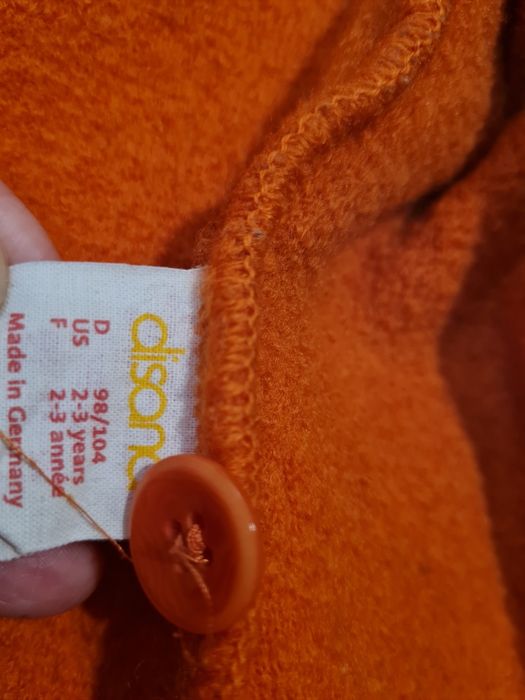 disana
D 98/104
US 2-3 years
F 2-3 année
Made in Germany